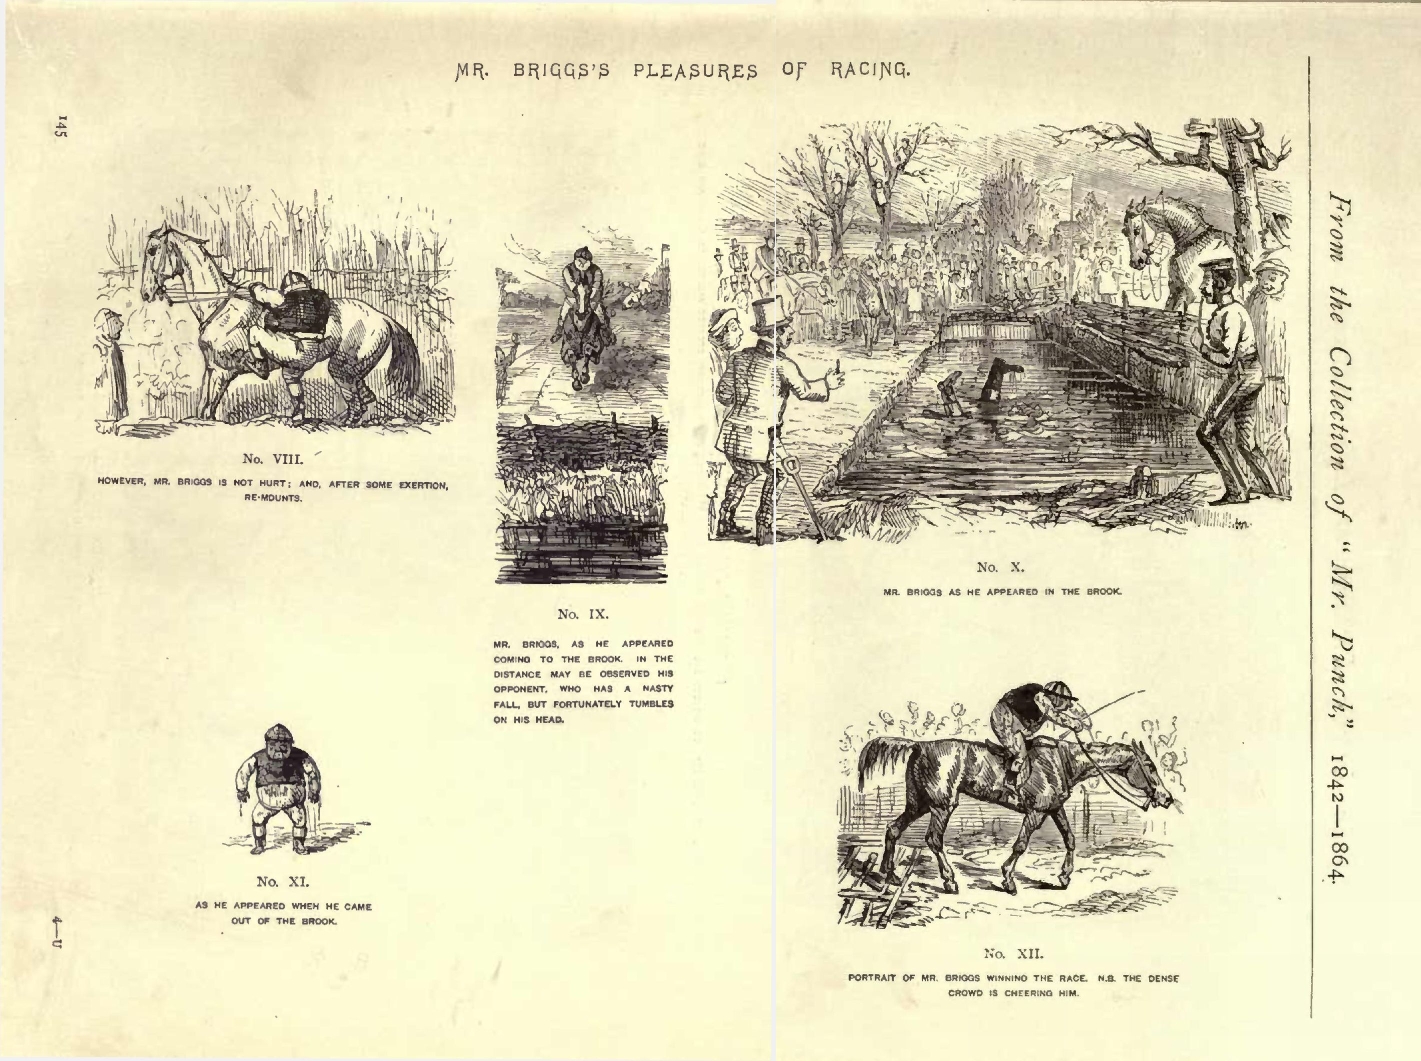 MR. BRIGGS'S PLEASURES OF RACING.
145
No. VIII.
HOWEVER, MR. BRIGGS IS NOT HURT; AND, AFTER SOME EXERTION,
RE-MOUNTS.
No. IX.
MR. BRIGGS, AS HE APPEARED
COMING TO THE BROOK. IN THE
DISTANCE MAY BE OBSERVED HIS
OPPONENT, WHO HAS A NASTY
FALL, BUT FORTUNATELY TUMBLES
ON HIS HEAD.
No. X.
MR. BRIGGS AS HE APPEARED IN THE BROOK.
No. XI.
AS HE APPEARED WHEN HE CAME
OUT OF THE BROOK.
4—U
No. XII.
PORTRAIT OF MR. BRIGGS WINNING THE RACE. N.B. THE DENSE
CROWD IS CHEERING HIM.
From the Collection of "Mr. Punch," 1842—1864.